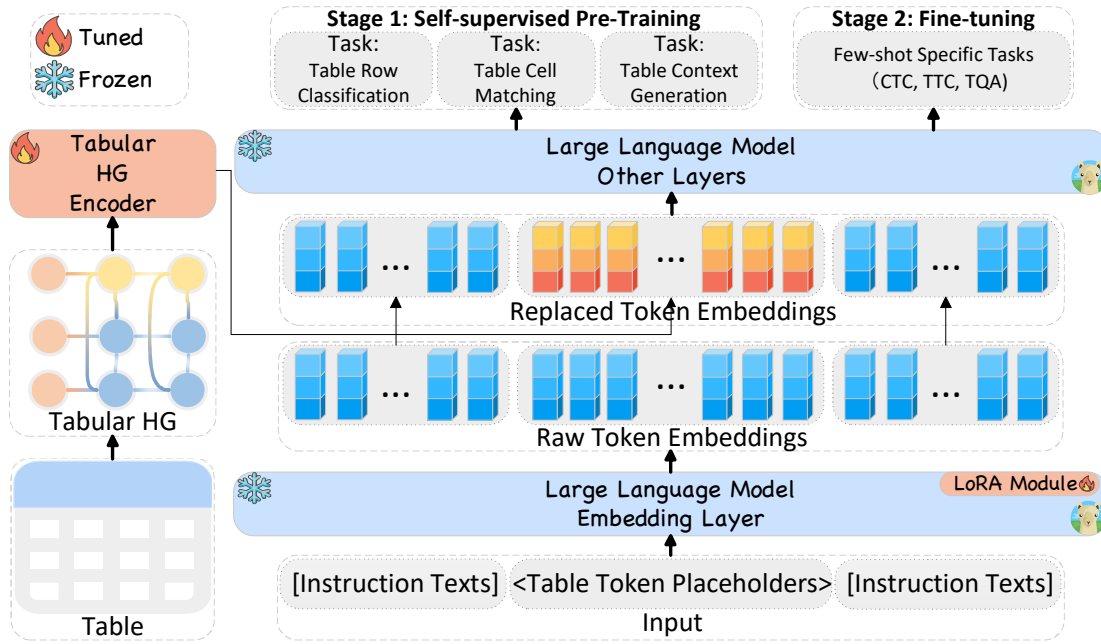 Tuned
Frozen
Stage 1: Self-supervised Pre-Training
Task:
Table Row
Classification
Task:
Table Cell
Matching
Task:
Table Context
Generation
Stage 2: Fine-tuning
Few-shot Specific Tasks
（CTC, TTC, TQA)
Tabular
HG
Encoder
Large Language Model
Other Layers
...
...
...
Replaced Token Embeddings
Tabular HG
...
...
...
Raw Token Embeddings
Large Language Model
Embedding Layer
LoRA Module
Table
[Instruction Texts]
<Table Token Placeholders>
[Instruction Texts]
Input